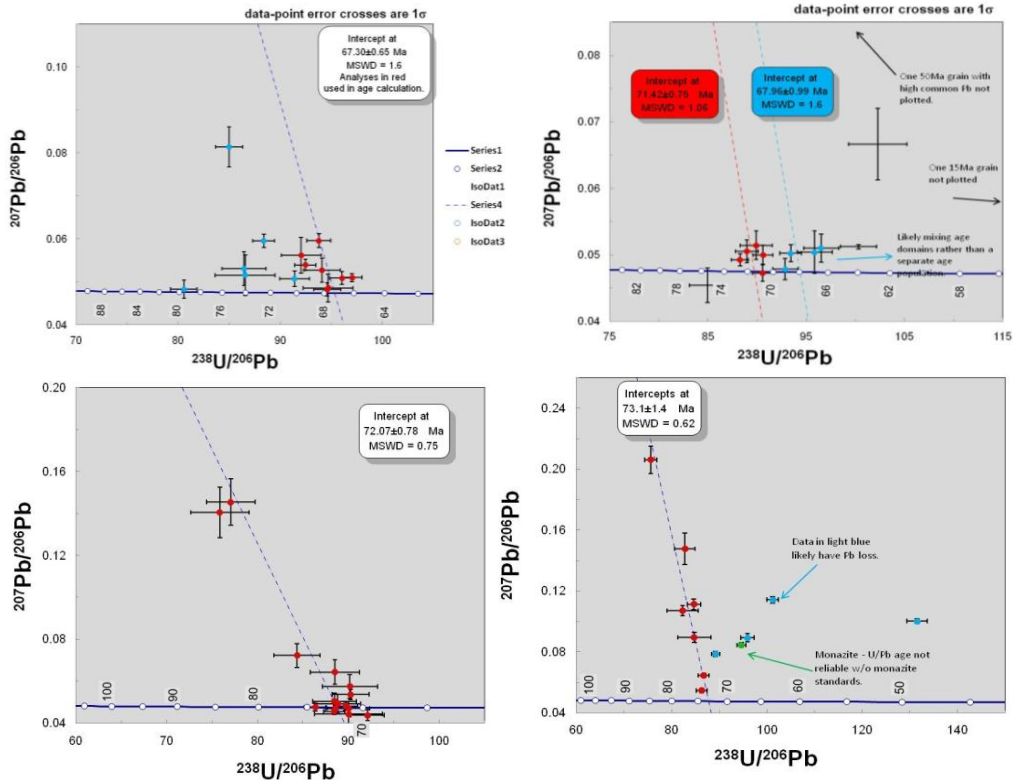 data-point error crosses are 1σ
0.10
0.08
0.06
0.04
207Pb/206Pb
Intercept at
67.30±0.65 Ma
MSWD = 1.6
Analyses in red
used in age calculation.
88
84
80
76
72
68
64
70
80
90
100
238U/206Pb
Series1
Series2
IsoDat1
Series4
IsoDat2
IsoDat3
data-point error crosses are 1σ
0.08
0.07
0.06
0.05
0.04
207Pb/206Pb
Intercept at
71.42±0.75 Ma
MSWD = 1.06
Intercept at
67.96±0.99 Ma
MSWD = 1.6
One 50Ma grain with
high common Pb not
plotted.
One 15Ma grain
not plotted
Likely mixing age
domains rather than a
separate age
population.
82
78
74
70
66
62
58
75
85
95
105
115
238U/206Pb
0.20
0.16
0.12
0.08
0.04
207Pb/206Pb
Intercept at
72.07±0.78 Ma
MSWD = 0.75
100
90
80
70
60
70
80
90
100
238U/206Pb
0.24
0.20
0.16
0.12
0.08
0.04
207Pb/206Pb
Intercepts at
73.1±1.4 Ma
MSWD = 0.62
Data in light blue
likely have Pb loss.
Monazite - U/Pb age not
reliable w/o monazite
standards.
100
90
80
70
60
50
60
80
100
120
140
238U/206Pb